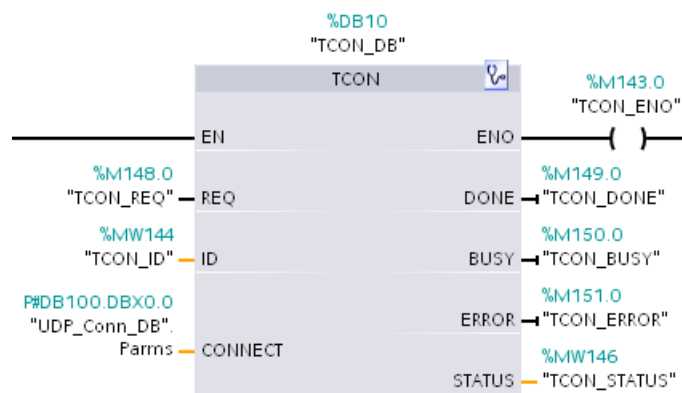 %DB10
"TCON_DB"
TCON
%M143.0
"TCON_ENO"
EN
ENO
%M148.0
"TCON_REQ"
REQ
DONE
%M149.0
"TCON_DONE"
%MW144
"TCON_ID"
ID
BUSY
%M150.0
"TCON_BUSY"
P#DB100.DBX0.0
"UDP_Conn_DB".
Parms
CONNECT
ERROR
%M151.0
"TCON_ERROR"
STATUS
%MW146
"TCON_STATUS"